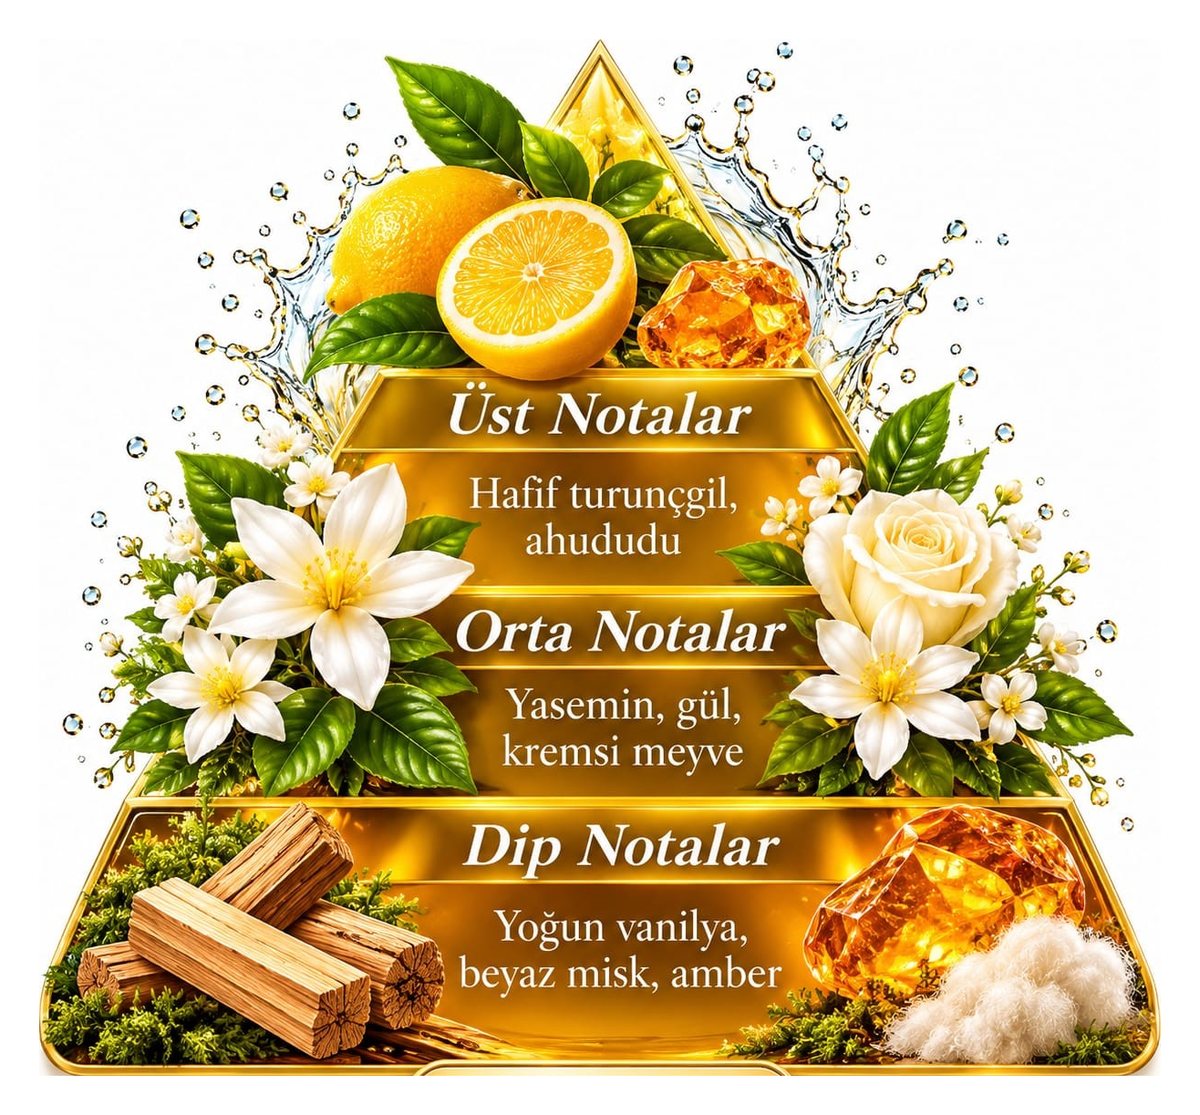 Üst Notalar
Hafif turunçgil,
ahududu
Orta Notalar
Yasemin, gül,
kremsi meyve
Dip Notalar
Yoğun vanilya,
beyaz misk, amber